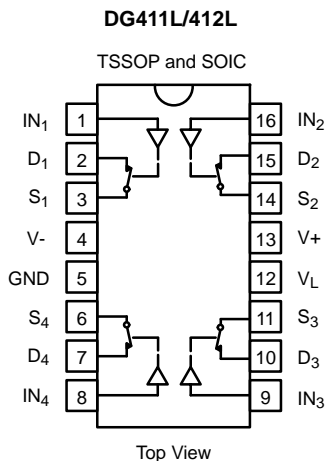 DG411L/412L
TSSOP and SOIC
IN1 1 16 IN2
D1 2 15 D2
S1 3 14 S2
V- 4 13 V+
GND 5 12 VL
S4 6 11 S3
D4 7 10 D3
IN4 8 9 IN3
Top View